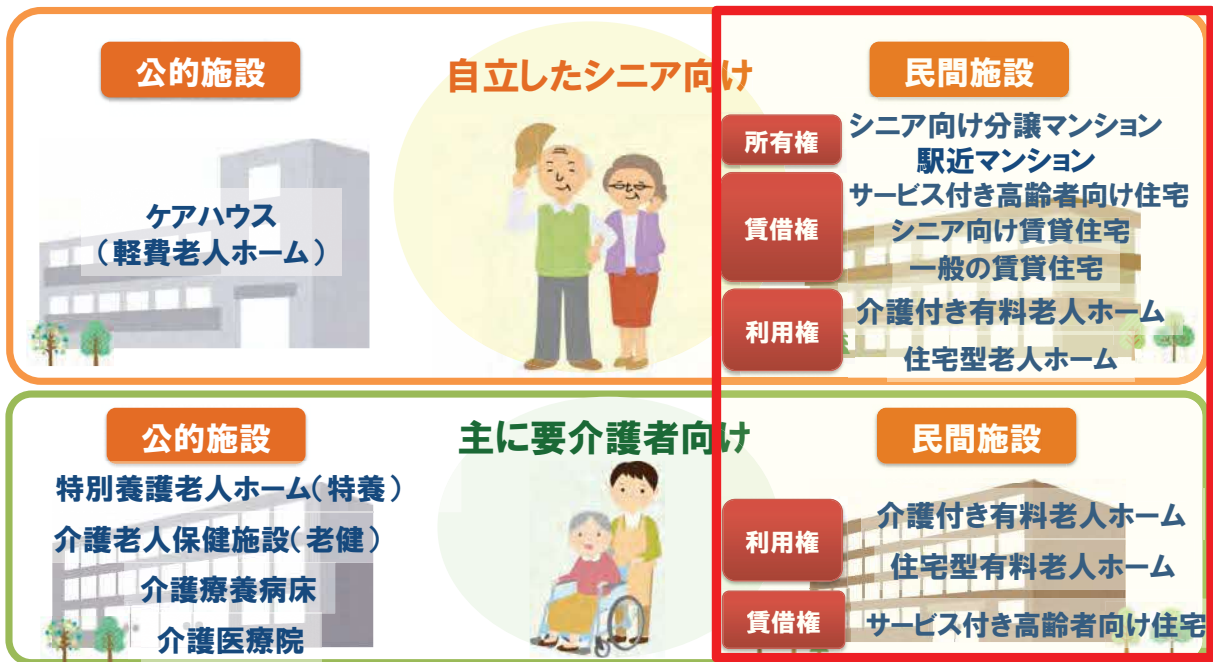 公的施設
自立したシニア向け
民間施設
ケアハウス
（軽費老人ホーム）
所有権
シニア向け分譲マンション
駅近マンション
賃借権
サービス付き高齢者向け住宅
シニア向け賃貸住宅
一般の賃貸住宅
利用権
介護付き有料老人ホーム
住宅型老人ホーム
公的施設
主に要介護者向け
民間施設
特別養護老人ホーム（特養）
介護老人保健施設（老健）
介護療養病床
介護医療院
利用権
介護付き有料老人ホーム
住宅型有料老人ホーム
賃借権
サービス付き高齢者向け住宅